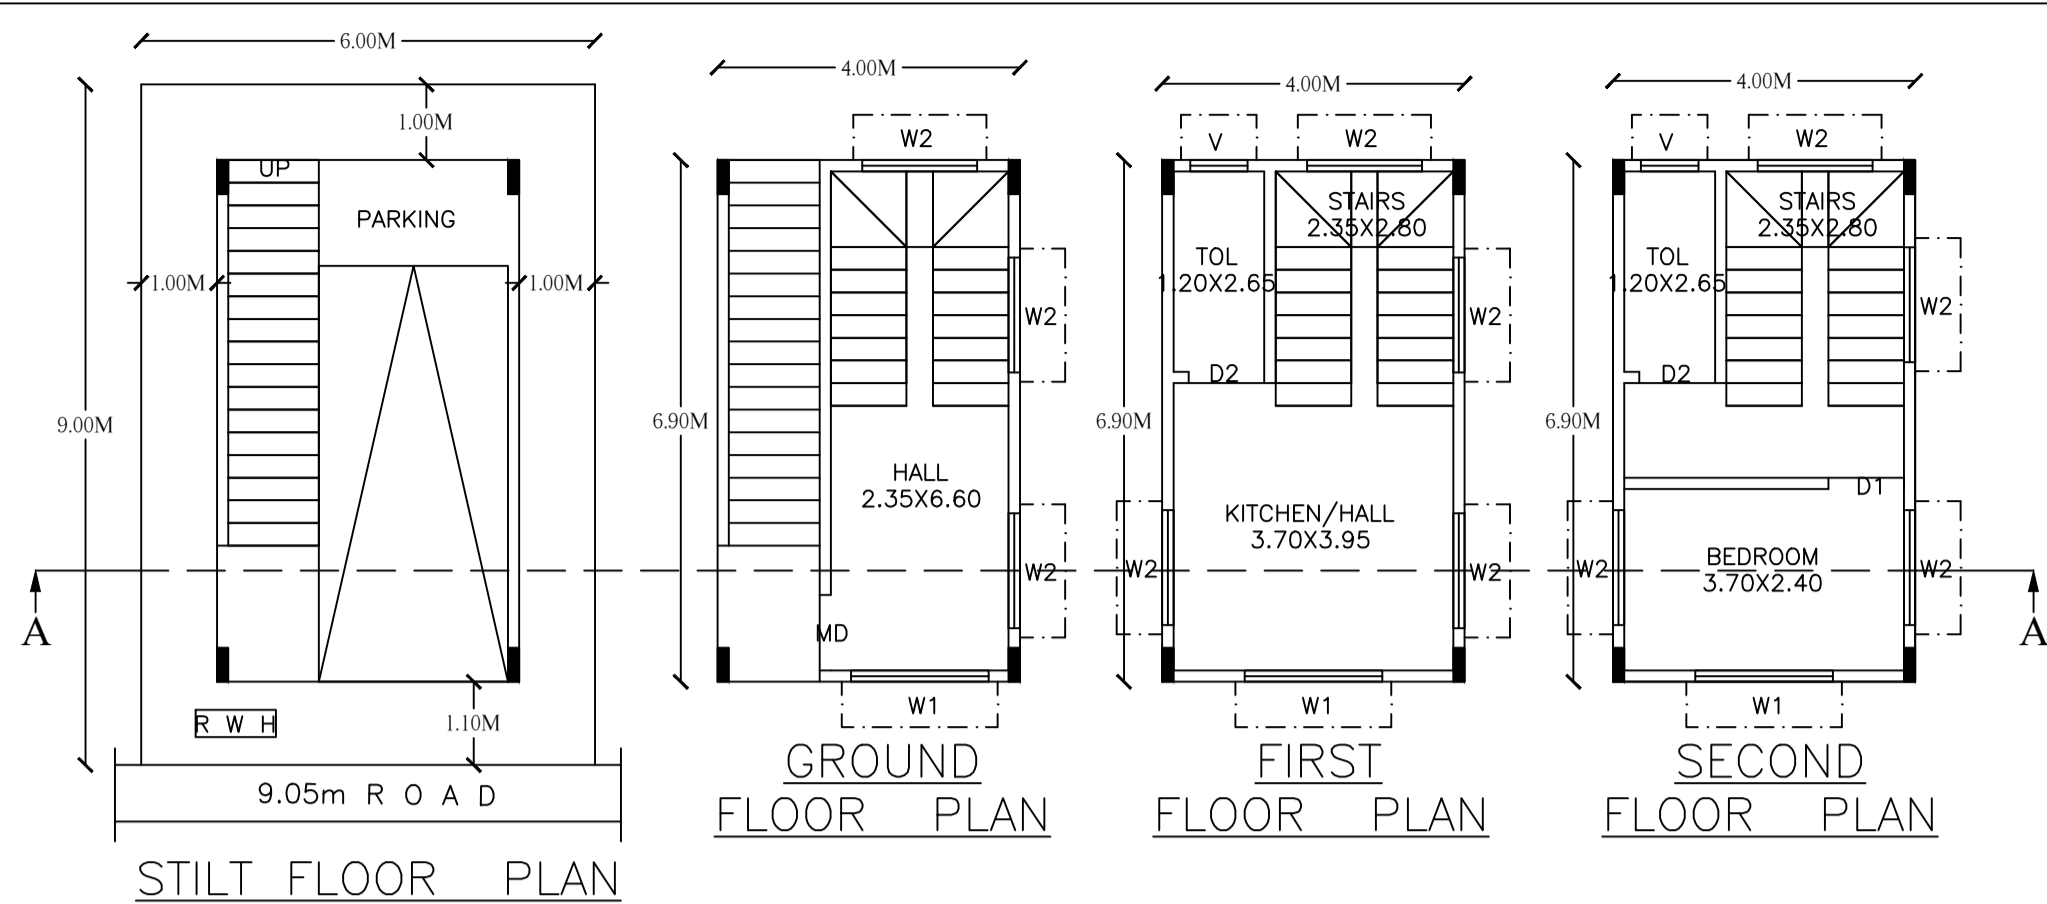 6.00M
1.00M
UP
PARKING
1.00M
1.00M
9.00M
A
R W H
1.10M
9.05m R O A D
STILT FLOOR PLAN
4.00M
W2
6.90M
W2
HALL
2.35X6.60
W2
MD
W1
GROUND
FLOOR PLAN
4.00M
V
W2
STAIRS
2.35X2.80
TOL
1.20X2.65
W2
D2
6.90M
KITCHEN/HALL
3.70X3.95
W2
W2
W1
FIRST
FLOOR PLAN
4.00M
V
W2
STAIRS
2.35X2.80
TOL
1.20X2.65
W2
D2
6.90M
D1
BEDROOM
3.70X2.40
W2
W2
A
W1
SECOND
FLOOR PLAN